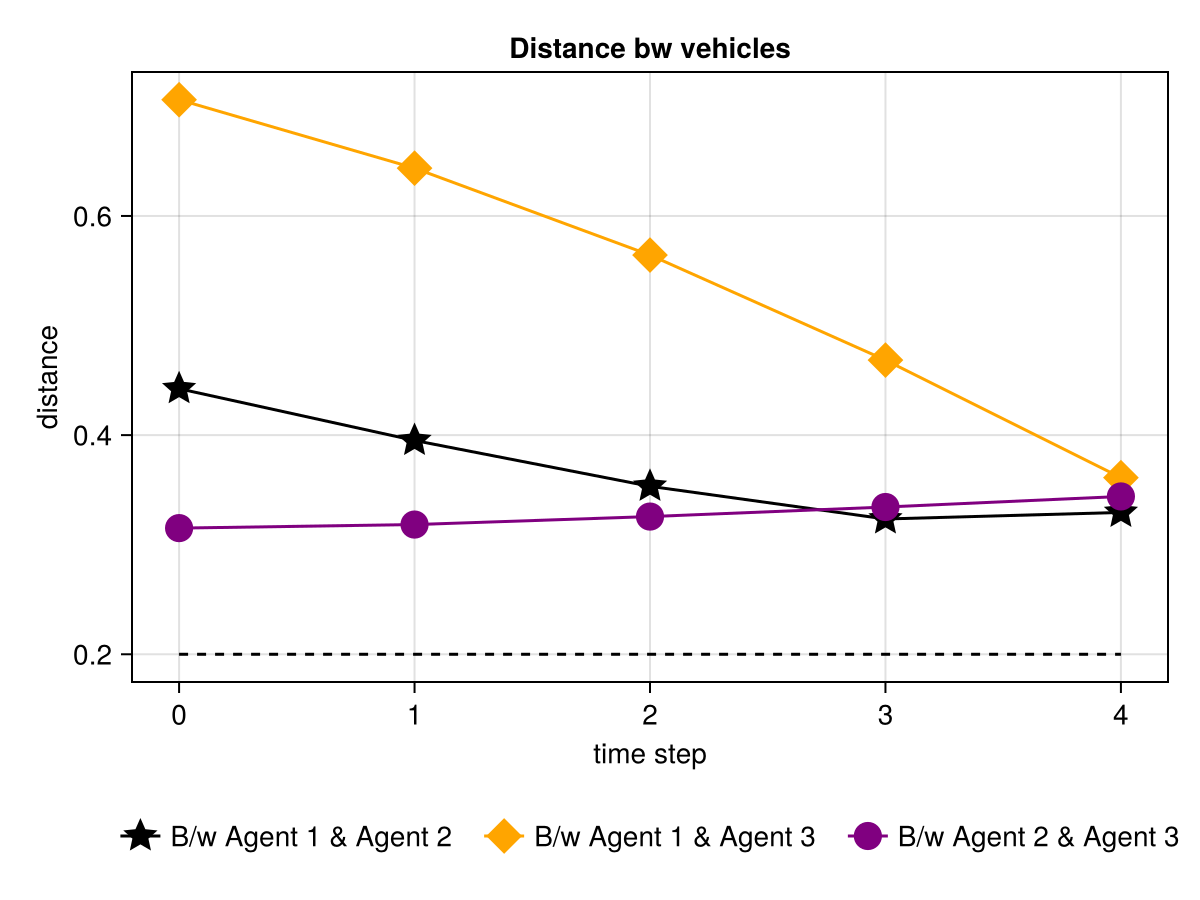 Distance bw vehicles
distance
0.6
0.4
0.2
0 1 2 3 4
time step
B/w Agent 1 & Agent 2 B/w Agent 1 & Agent 3 B/w Agent 2 & Agent 3